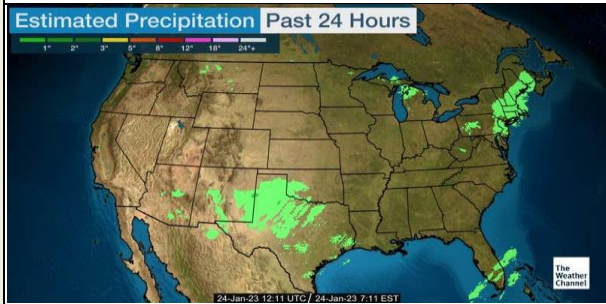 Estimated Precipitation Past 24 Hours
1" 2" 3" 5" 8" 12" 18" 24"+
The
Weather
Channel
24-Jan-23 12:11 UTC / 24-Jan-23 7:11 EST